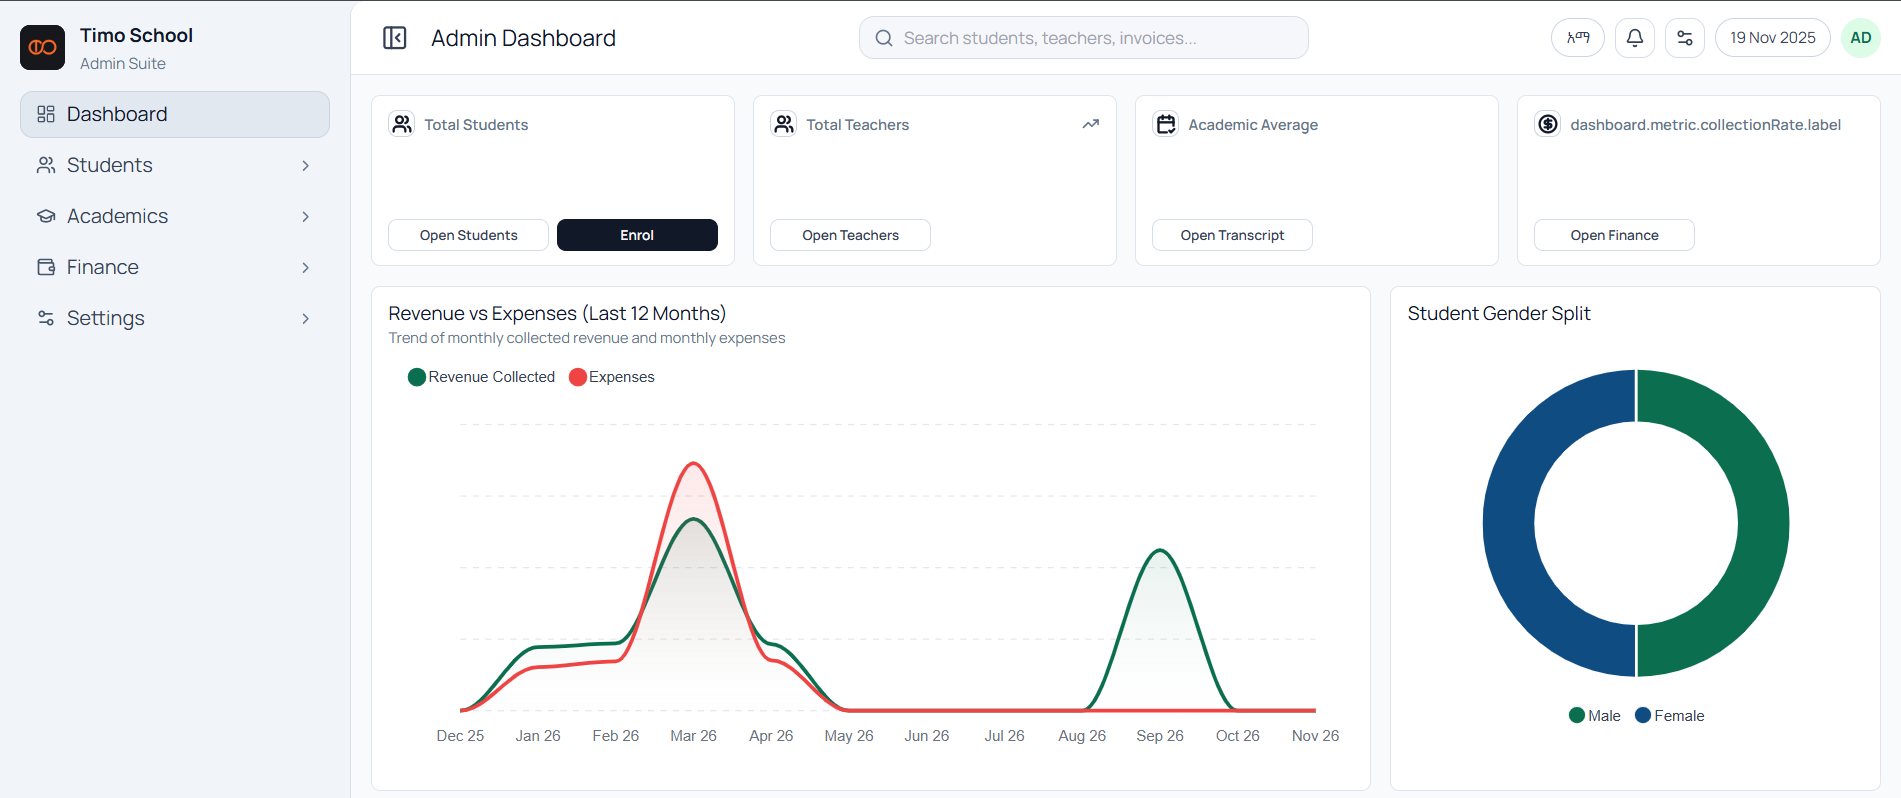 Timo School
Admin Suite
Dashboard
Students
Academics
Finance
Settings
Admin Dashboard
Search students, teachers, invoices...
አማ
19 Nov 2025
AD
Total Students
Open Students
Enrol
Total Teachers
Open Teachers
Academic Average
Open Transcript
dashboard.metric.collectionRate.label
Open Finance
Revenue vs Expenses (Last 12 Months)
Trend of monthly collected revenue and monthly expenses
Revenue Collected Expenses
Dec 25 Jan 26 Feb 26 Mar 26 Apr 26 May 26 Jun 26 Jul 26 Aug 26 Sep 26 Oct 26 Nov 26
Student Gender Split
Male Female